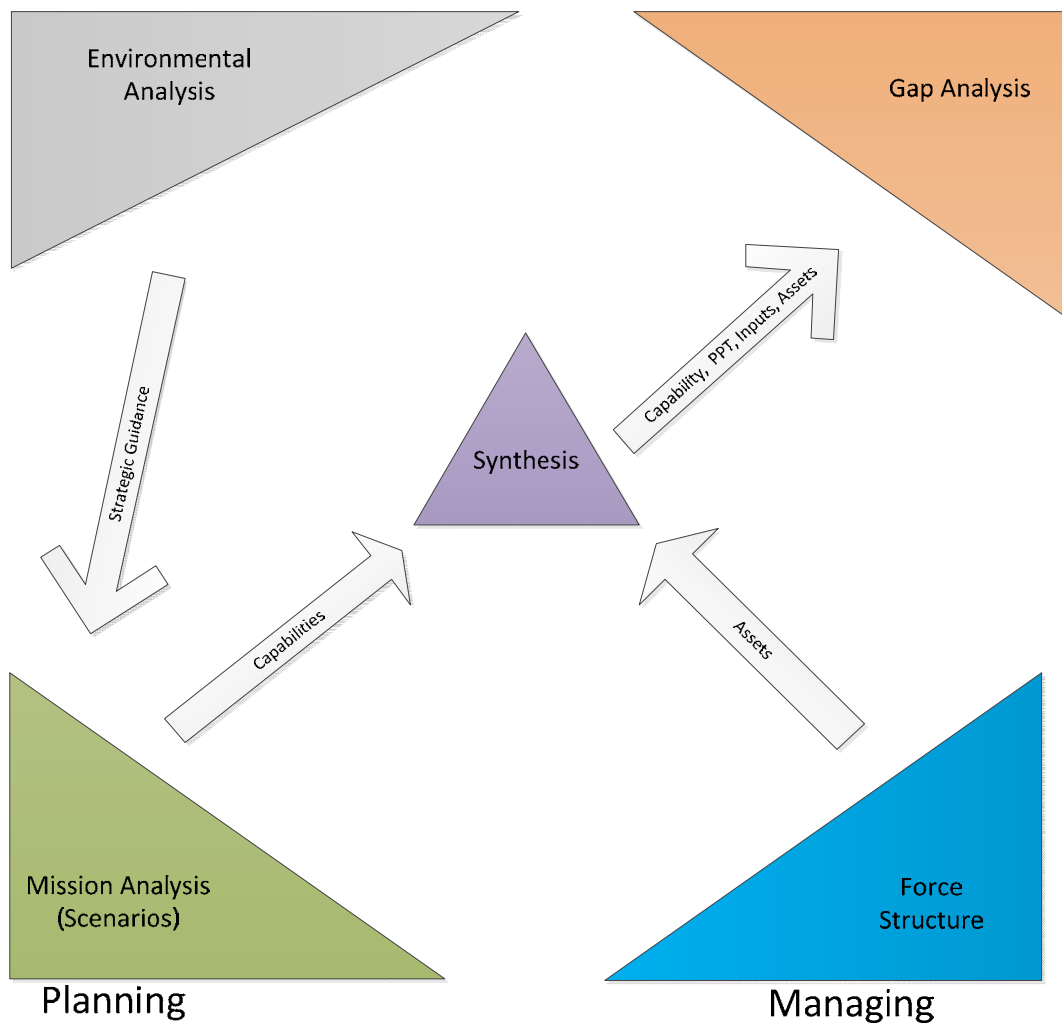 Environmental
Analysis
Gap Analysis
Capability, PPT, Inputs, Assets
Strategic Guidance
Synthesis
Capabilities
Assets
Mission Analysis
(Scenarios)
Force
Structure
Planning
Managing